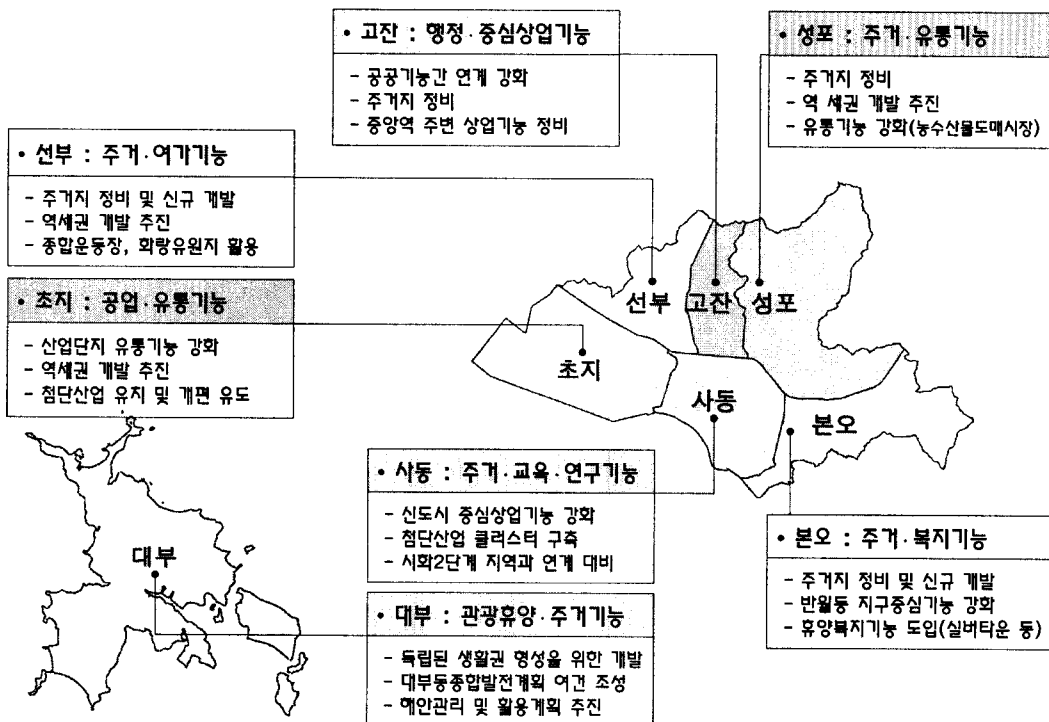 • 고잔 : 행정·중심상업기능
- 공공기능간 연계 강화
- 주거지 정비
- 중앙역 주변 상업기능 정비
• 성포 : 주거·유통기능
- 주거지 정비
- 역 세권 개발 추진
- 유통기능 강화(농수산물도매시장)
• 선부 : 주거·여가기능
- 주거지 정비 및 신규 개발
- 역세권 개발 추진
- 종합운동장, 화랑유원지 활용
• 초지 : 공업·유통기능
- 산업단지 유통기능 강화
- 역세권 개발 추진
- 첨단산업 유치 및 개편 유도
선부
고잔
성포
초지
사동
본오
대부
• 사동 : 주거·교육·연구기능
- 신도시 중심상업기능 강화
- 첨단산업 클러스터 구축
- 시화2단계 지역과 연계 대비
• 대부 : 관광휴양·주거기능
- 독립된 생활권 형성을 위한 개발
- 대부동종합발전계획 여건 조성
- 해안관리 및 활용계획 추진
• 본오 : 주거·복지기능
- 주거지 정비 및 신규 개발
- 반월동 지구중심기능 강화
- 휴양복지기능 도입(실버타운 등)